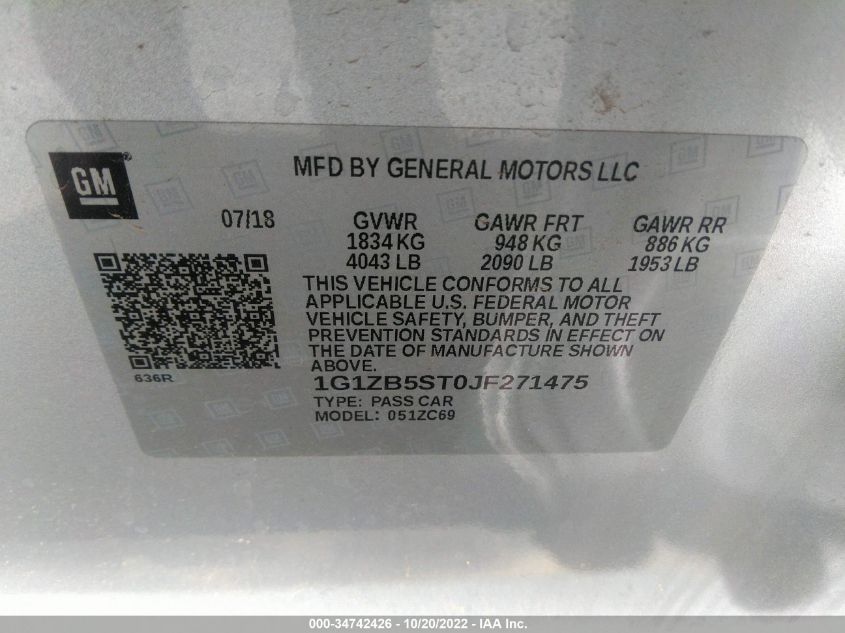 GM
MFD BY GENERAL MOTORS LLC
07/18 GVWR GAWR FRT GAWR RR
1834 KG 948 KG 886 KG
4043 LB 2090 LB 1953 LB
THIS VEHICLE CONFORMS TO ALL
APPLICABLE U.S. FEDERAL MOTOR
VEHICLE SAFETY, BUMPER, AND THEFT
PREVENTION STANDARDS IN EFFECT ON
THE DATE OF MANUFACTURE SHOWN
ABOVE.
636R
1G1ZB5ST0JF271475
TYPE: PASS CAR
MODEL: 051ZC69
000-34742426 - 10/20/2022 - IAA Inc.